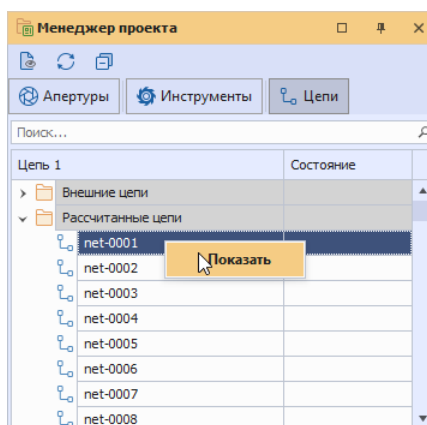 Менеджер проекта
Апертуры Инструменты Цепи
Поиск...
Цепь 1 Состояние
Внешние цепи
Рассчитанные цепи
net-0001
Показать
net-0002
net-0003
net-0004
net-0005
net-0006
net-0007
net-0008